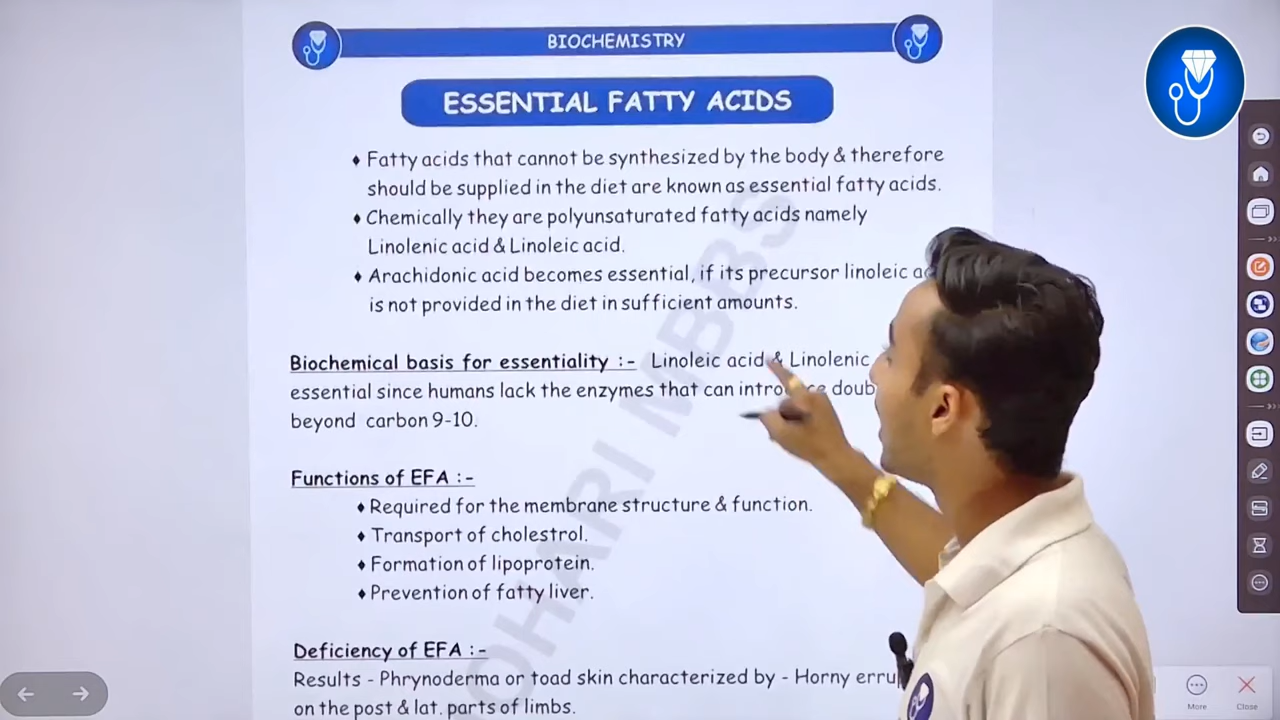 BIOCHEMISTRY
ESSENTIAL FATTY ACIDS
♦ Fatty acids that cannot be synthesized by the body & therefore
should be supplied in the diet are known as essential fatty acids.
♦ Chemically they are polyunsaturated fatty acids namely
Linolenic acid & Linoleic acid.
♦ Arachidonic acid becomes essential, if its precursor linoleic
is not provided in the diet in sufficient amounts.
Biochemical basis for essentiality :- Linoleic acid & Linolenic
essential since humans lack the enzymes that can
beyond carbon 9-10.
Functions of EFA :-
♦ Required for the membrane structure & function.
♦ Transport of cholestrol.
♦ Formation of lipoprotein.
♦ Prevention of fatty liver.
Deficiency of EFA :-
Results - Phrynoderma or toad skin characterized by - Horny
on the post & lat. parts of limbs.
OHARI MBBS
More
Close